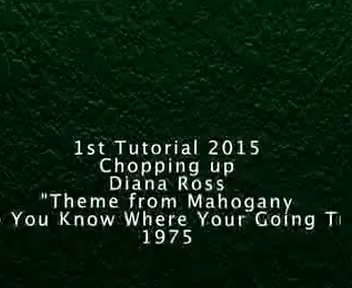 1st Tutorial 2015
Chopping up
Diana Ross
"Theme from Mahogany
You Know Where Your Going
1975